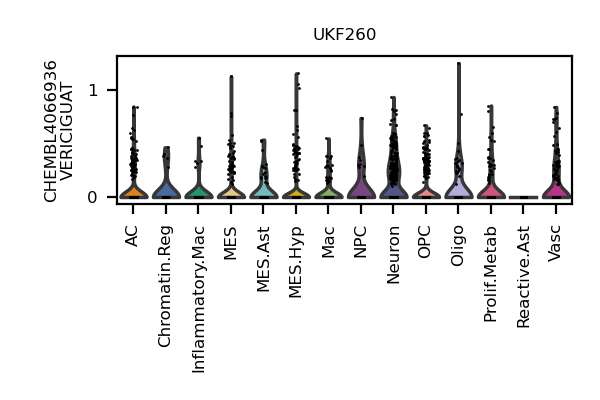 UKF260
CHEMBL4066936
VERICIGUAT
1
0
AC
Chromatin.Reg
Inflammatory.Mac
MES
MES.Ast
MES.Hyp
Mac
NPC
Neuron
OPC
Oligo
Prolif.Metab
Reactive.Ast
Vasc